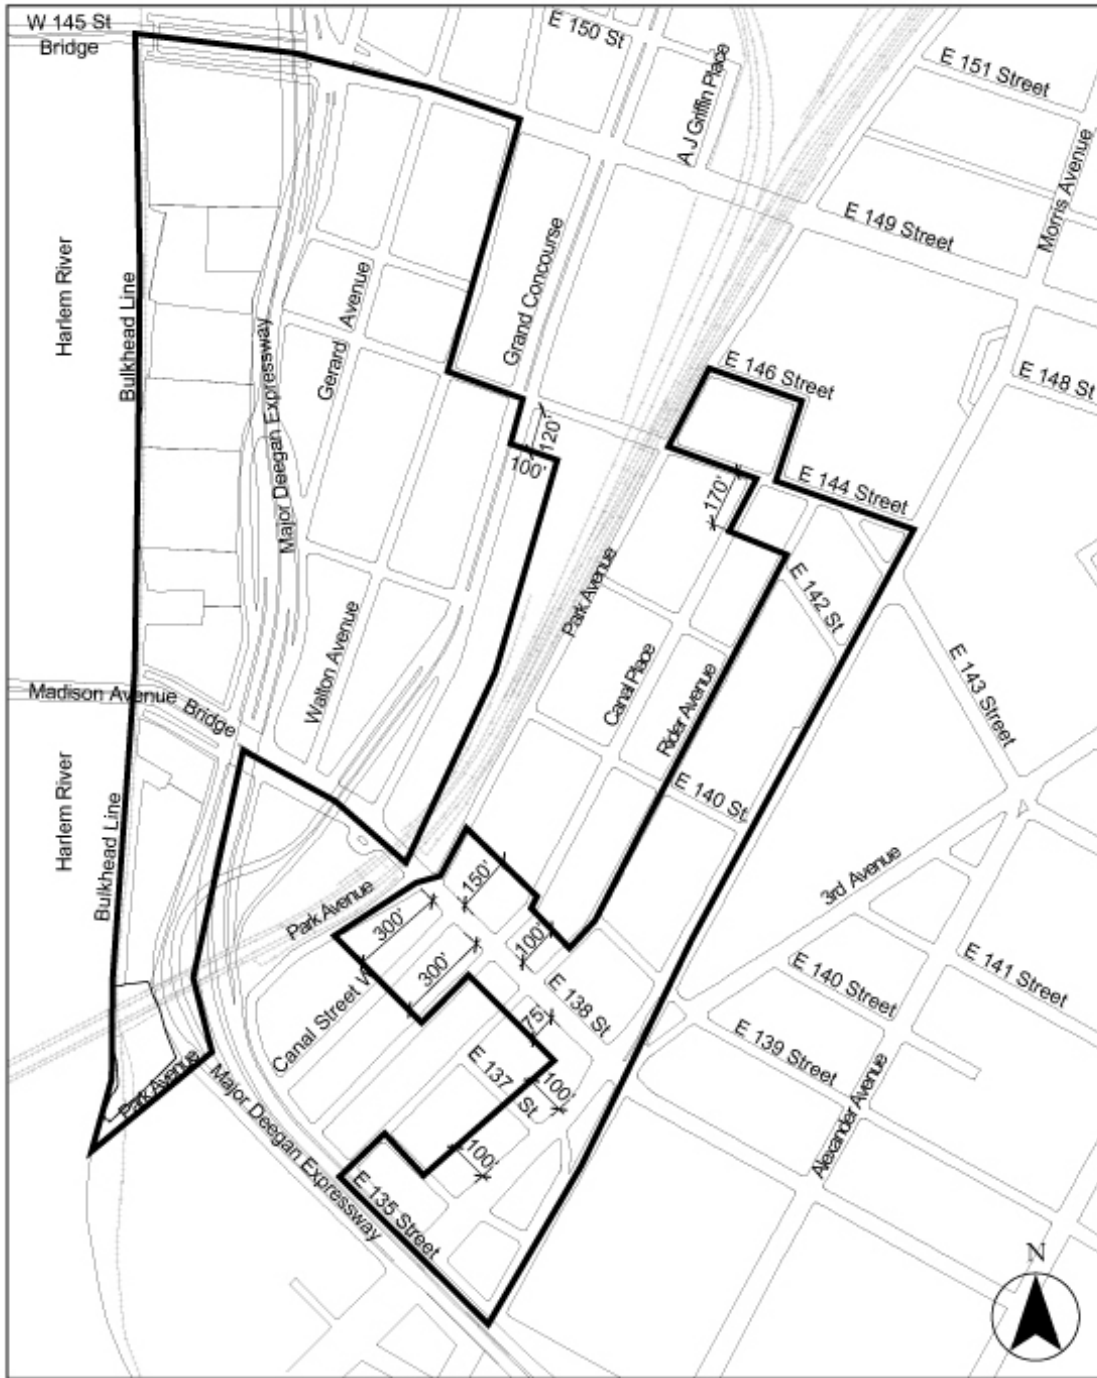 W 145 St
Bridge
E 150 St
A J Griffin Place
E 151 Street
Morris Avenue
E 149 Street
Harlem River
Bulkhead Line
Major Deegan Expressway
Gerard Avenue
Grand Concourse
E 146 Street
E 148 St
120'
100'
170'
E 144 Street
Major Deegan Expressway
Park Avenue
E 142 St
Walton Avenue
Canal Place
Rider Avenue
E 143 Street
Madison Avenue Bridge
Harlem River
Bulkhead Line
E 140 St
3rd Avenue
150'
Park Avenue
300'
100'
300'
Canal Street W
E 138 St
75'
E 140 Street
E 141 Street
E 139 Street
E 137 St
100'
Park Avenue
Major Deegan Expressway
Alexander Avenue
100'
E 135 Street
N